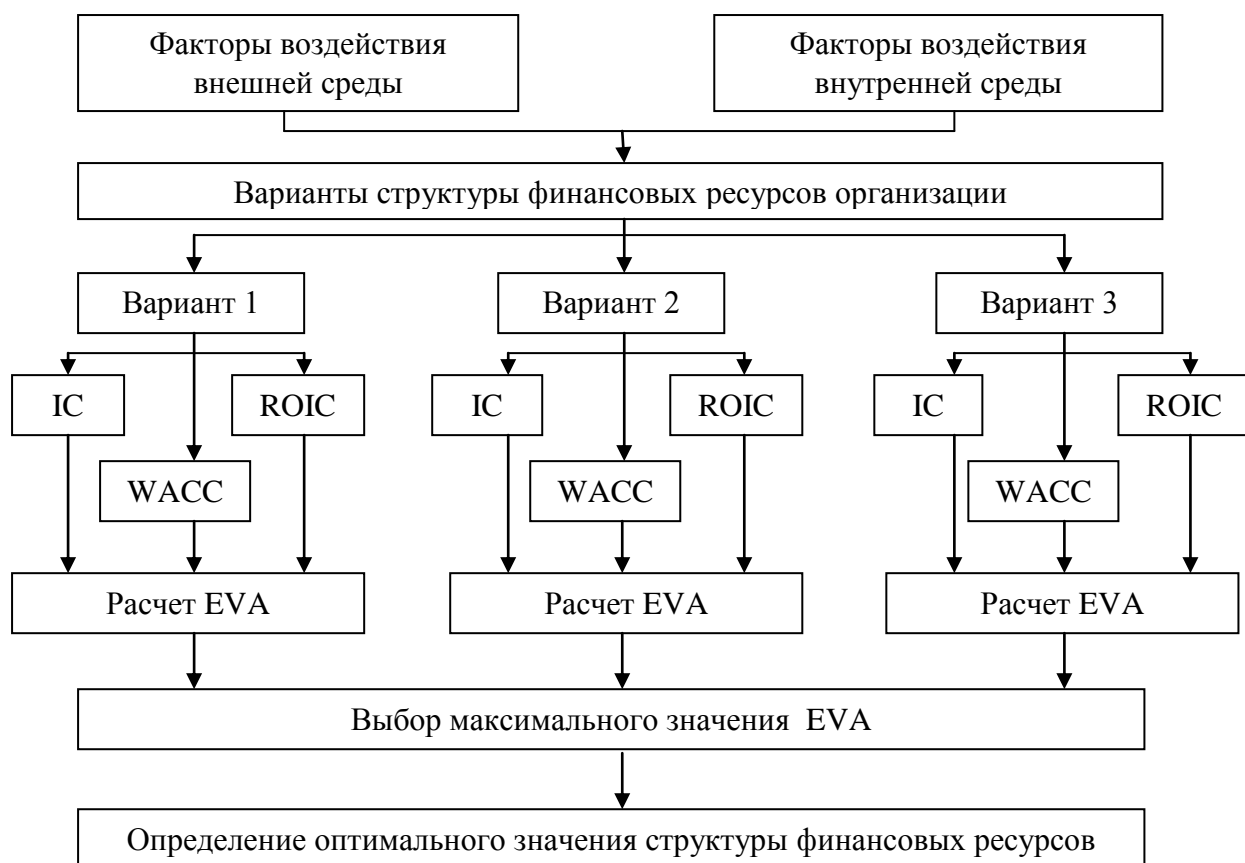 Факторы воздействия
внешней среды
Факторы воздействия
внутренней среды
Варианты структуры финансовых ресурсов организации
Вариант 1
Вариант 2
Вариант 3
IC
ROIC
IC
ROIC
IC
ROIC
WACC
WACC
WACC
Расчет EVA
Расчет EVA
Расчет EVA
Выбор максимального значения EVA
Определение оптимального значения структуры финансовых ресурсов